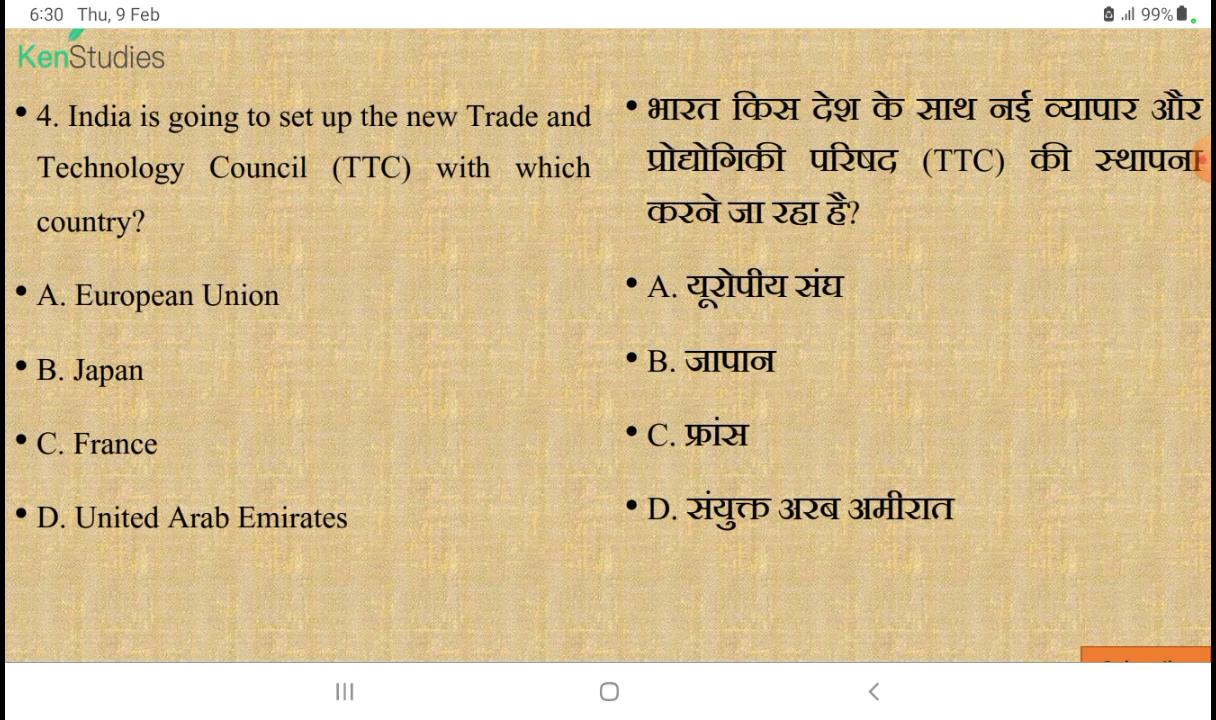 6:30 Thu, 9 Feb
99%
KenStudies
• 4. India is going to set up the new Trade and
Technology Council (TTC) with which
country?
• A. European Union
• B. Japan
• C. France
• D. United Arab Emirates
• भारत किस देश के साथ नई व्यापार और
प्रोद्योगिकी परिषद (TTC) की स्थापना
करने जा रहा है?
• A. यूरोपीय संघ
• B. जापान
• C. फ्रांस
• D. संयुक्त अरब अमीरात